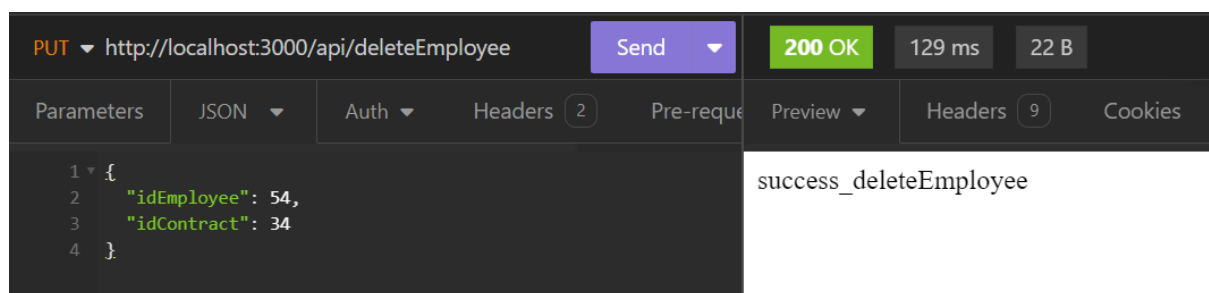 PUT http://localhost:3000/api/deleteEmployee Send 200 OK 129 ms 22 B
Parameters JSON Auth Headers 2 Pre-reque Preview Headers 9 Cookies
1 {
2 "idEmployee": 54,
3 "idContract": 34
4 }
success_deleteEmployee